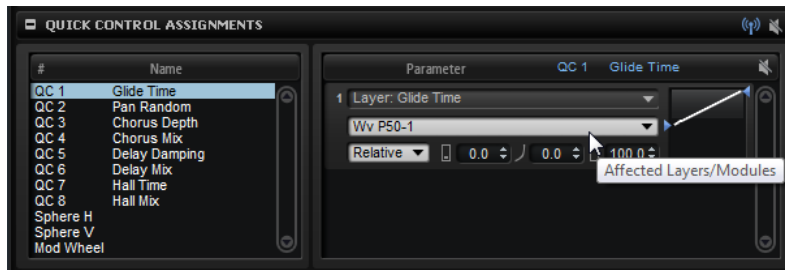 QUICK CONTROL ASSIGNMENTS
# Name
QC 1 Glide Time
QC 2 Pan Random
QC 3 Chorus Depth
QC 4 Chorus Mix
QC 5 Delay Damping
QC 6 Delay Mix
QC 7 Hall Time
QC 8 Hall Mix
Sphere H
Sphere V
Mod Wheel
Parameter QC 1 Glide Time
1 Layer: Glide Time
Wv P50-1
Relative 0.0 0.0 100.0
Affected Layers/Modules